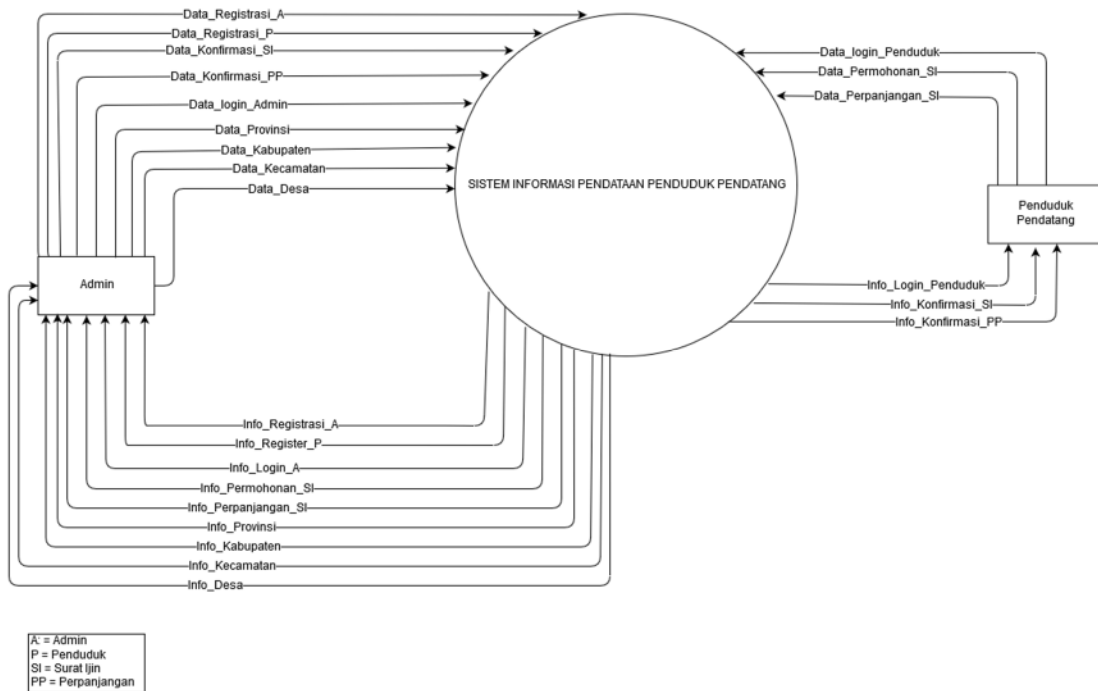 Data_Registrasi_A
Data_Registrasi_P
Data_Konfirmasi_SI
Data_Konfirmasi_PP
Data_login_Admin
Data_Provinsi
Data_Kabupaten
Data_Kecamatan
Data_Desa
Admin
SISTEM INFORMASI PENDATAAN PENDUDUK PENDATANG
Data_login_Penduduk
Data_Permohonan_SI
Data_Perpanjangan_SI
Penduduk
Pendatang
Info_Login_Penduduk
Info_Konfirmasi_SI
Info_Konfirmasi_PP
Info_Registrasi_A
Info_Register_P
Info_Login_A
Info_Permohonan_SI
Info_Perpanjangan_SI
Info_Provinsi
Info_Kabupaten
Info_Kecamatan
Info_Desa
A: = Admin
P = Penduduk
SI = Surat Ijin
PP = Perpanjangan